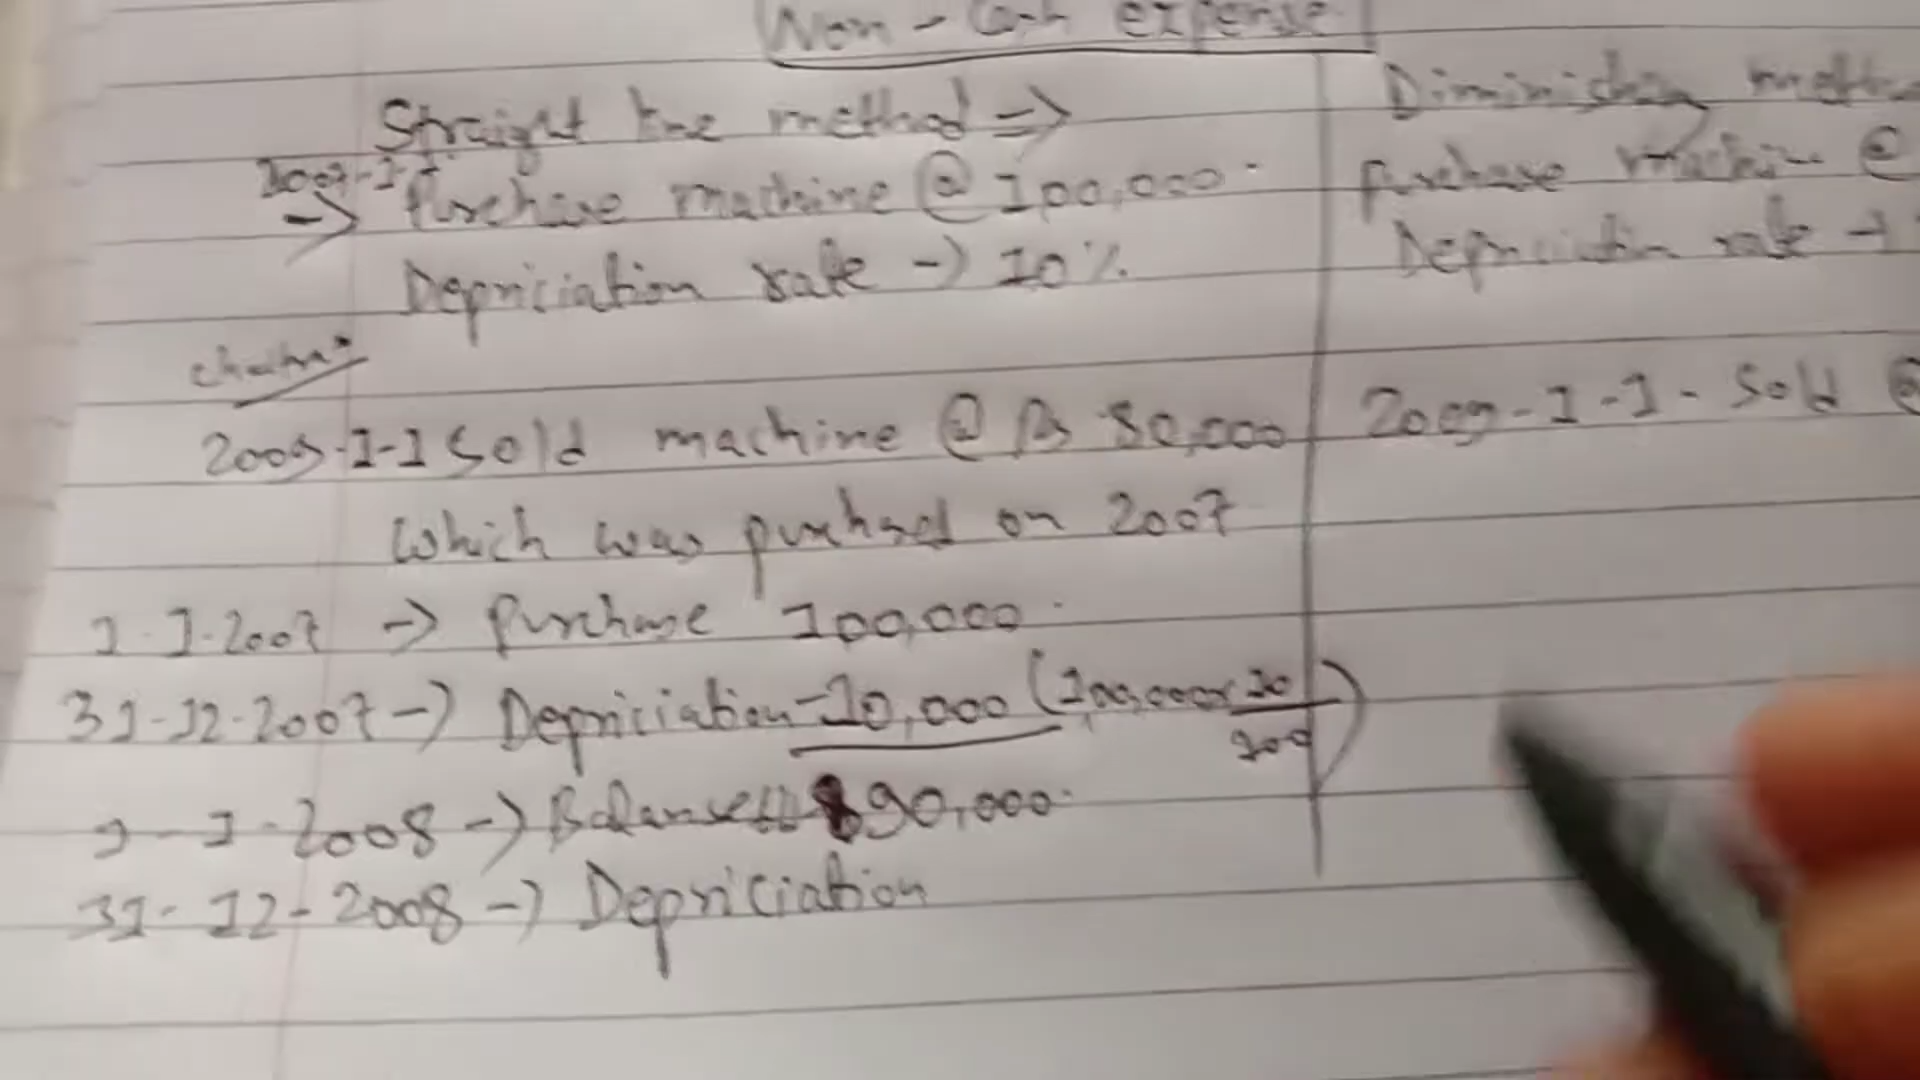 Non-Cash expense
Straight line method =>
2007-1-1
-> Purchase machine @ 100,000.
Depriciation rate -> 10%.
2009-1-1 Sold machine @ Rs 80,000
which was purchased on 2007
1-1-2007 -> Purchase 100,000.
31-12-2007 -> Depriciation - 10,000 (100,000x10/100)
1-1-2008 -> Balance 90,000.
31-12-2008 -> Depriciation
Diminishing
purchase machine @
Depriciation rate ->
2009-1-1- Sold @